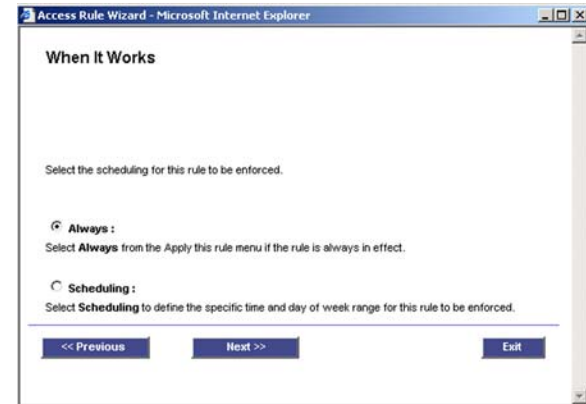 Access Rule Wizard - Microsoft Internet Explorer
When It Works
Select the scheduling for this rule to be enforced.
Always :
Select Always from the Apply this rule menu if the rule is always in effect.
Scheduling :
Select Scheduling to define the specific time and day of week range for this rule to be enforced.
<< Previous Next >> Exit